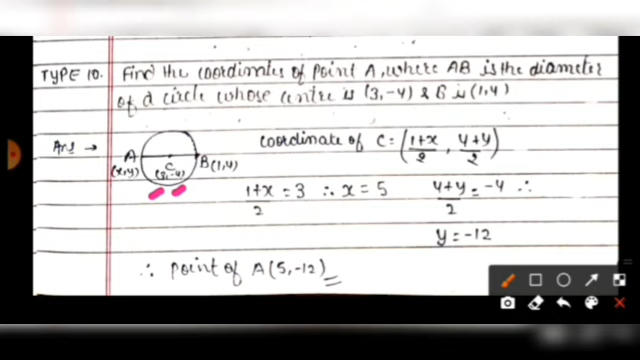 TYPE 10. Find the coordinates of point A, where AB is the diameter
of a circle whose centre is (3,-4) & B is (1,4)
Ans → coordinate of C = (1+x/2, 4+y/2)
A B(1,4)
(x,y) C
(3,-4)
1+x/2 = 3 ∴ x = 5 4+y/2 = -4 ∴
y = -12
∴ point of A(5,-12)